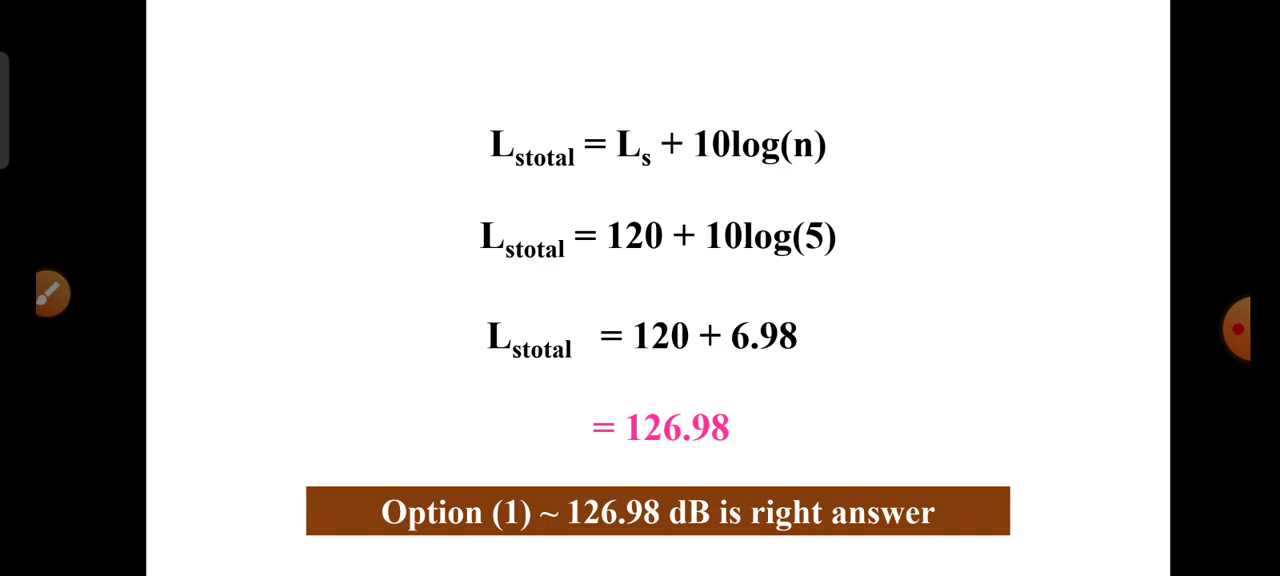 Lstotal = Ls + 10log(n)
Lstotal = 120 + 10log(5)
Lstotal = 120 + 6.98
= 126.98
Option (1) ~ 126.98 dB is right answer